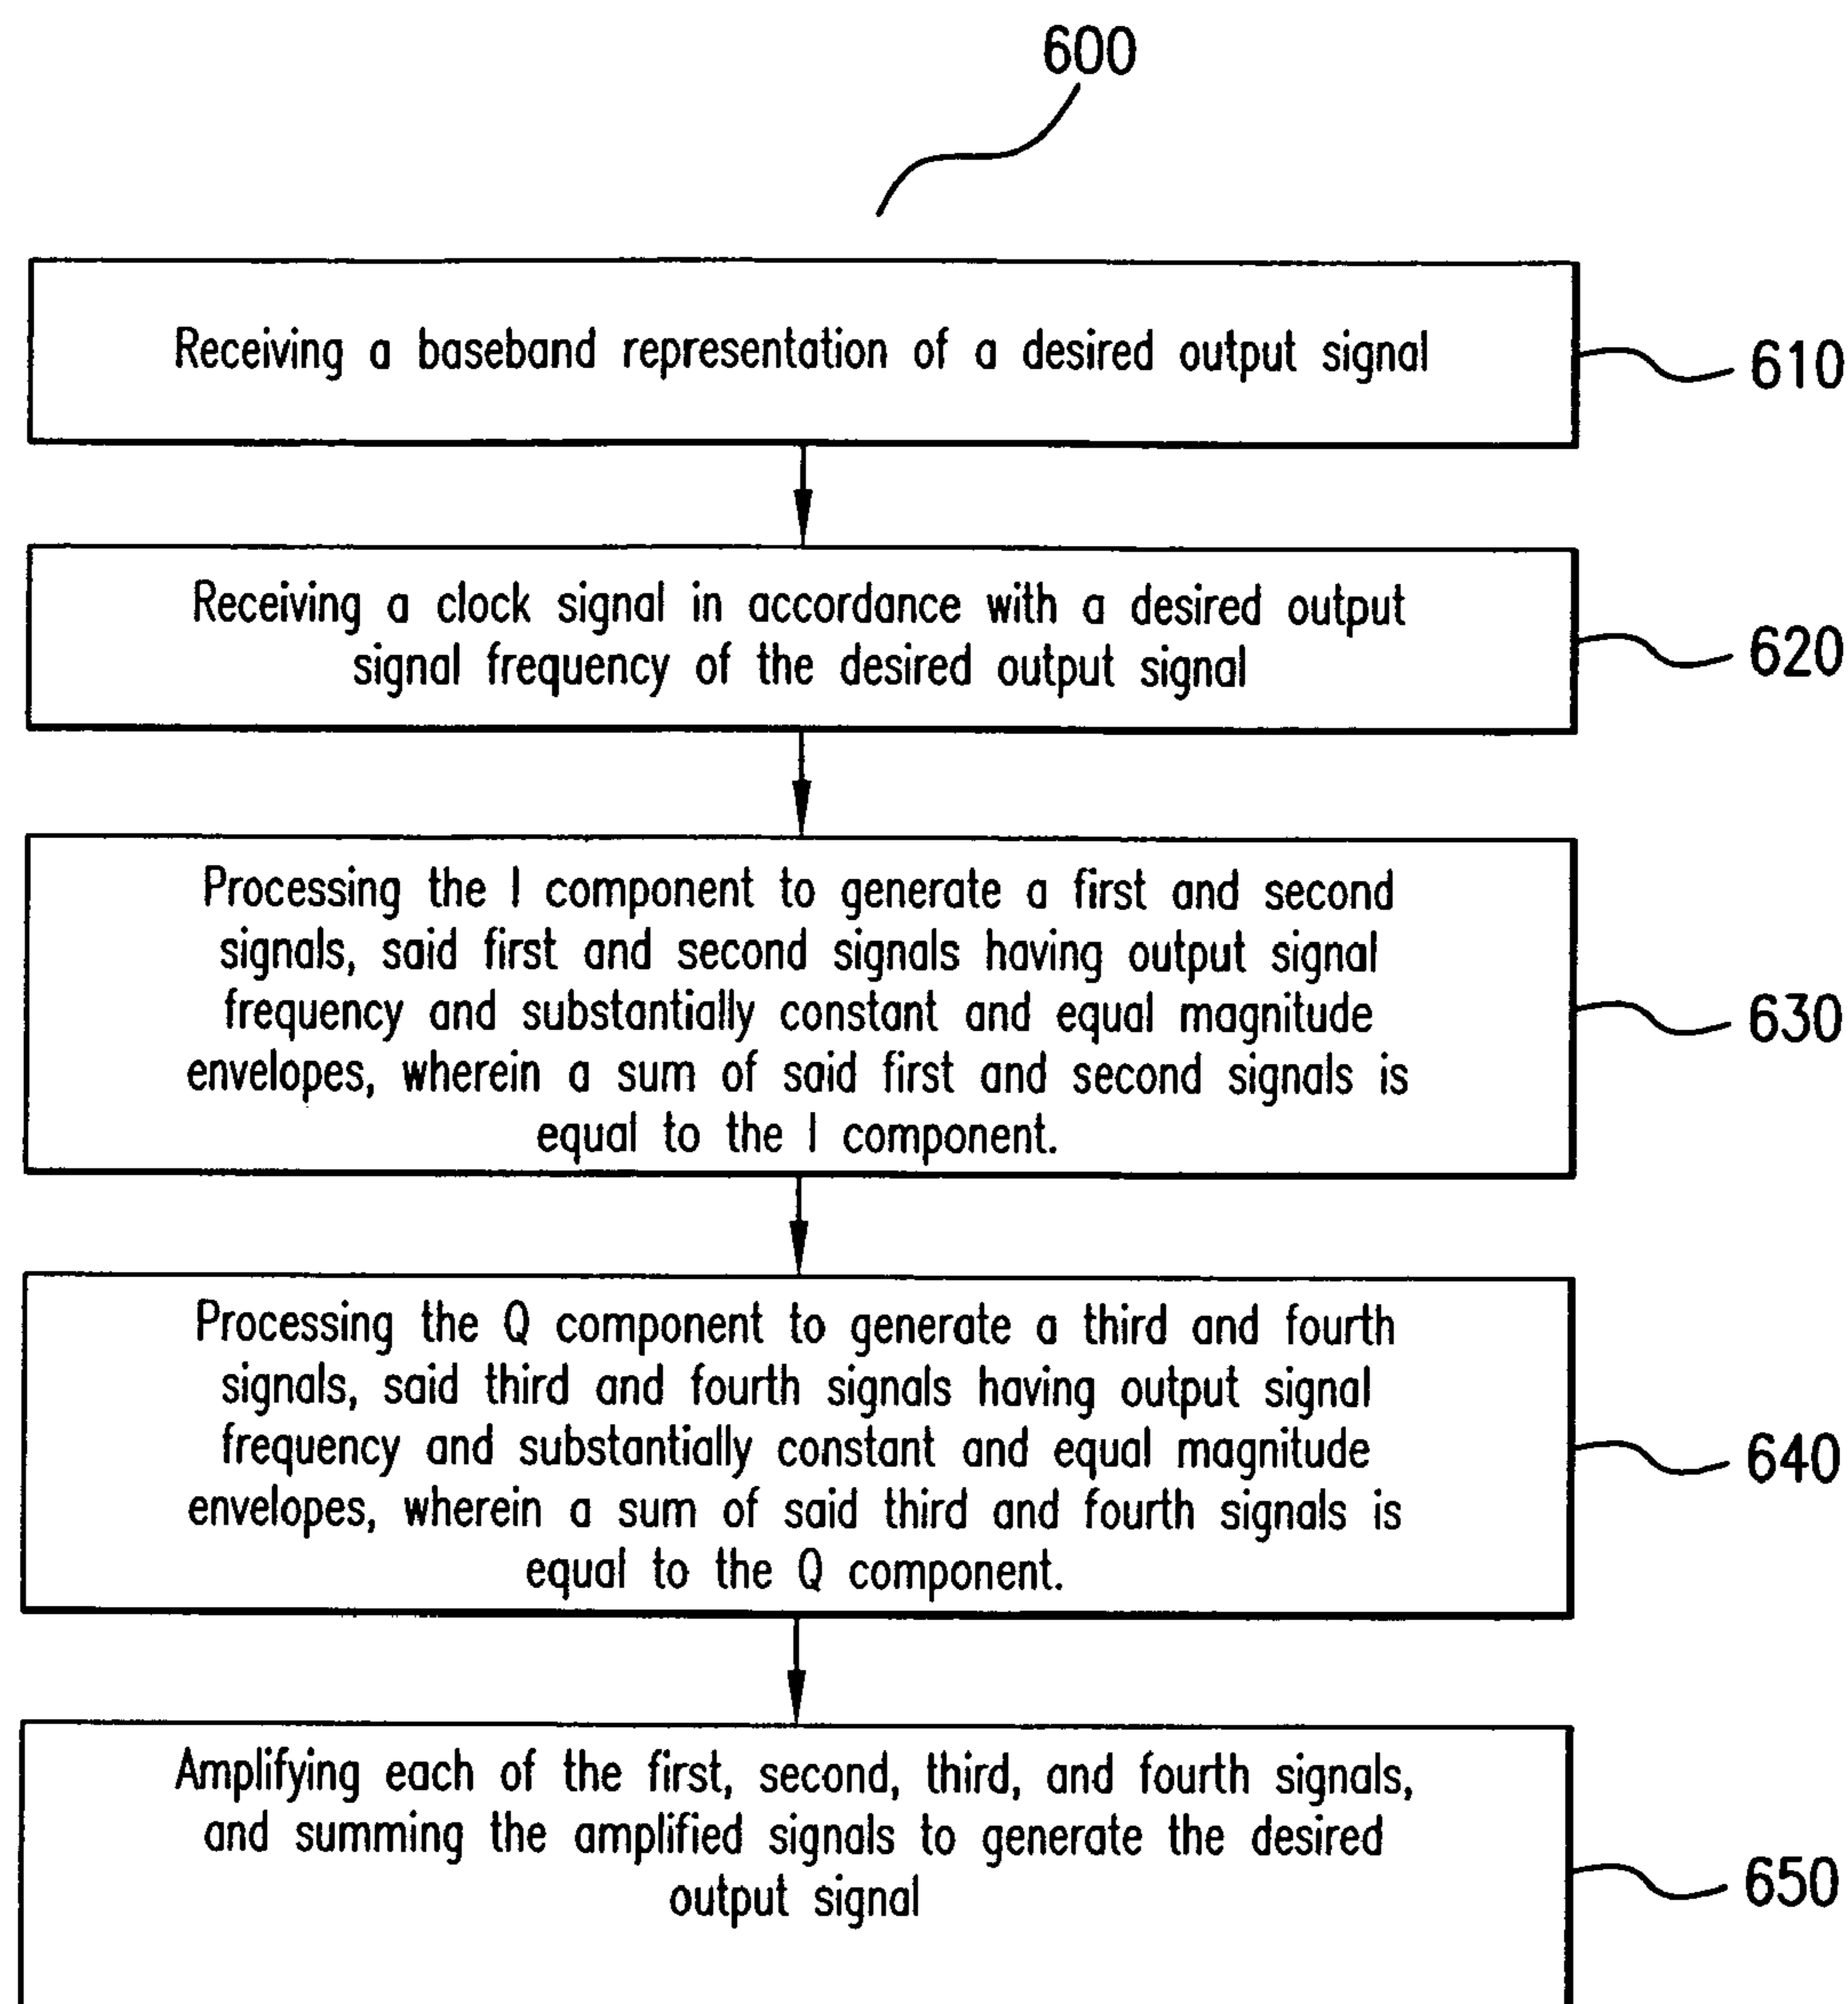 600
Receiving a baseband representation of a desired output signal
610
Receiving a clock signal in accordance with a desired output
signal frequency of the desired output signal
620
Processing the I component to generate a first and second
signals, said first and second signals having output signal
frequency and substantially constant and equal magnitude
envelopes, wherein a sum of said first and second signals is
equal to the I component.
630
Processing the Q component to generate a third and fourth
signals, said third and fourth signals having output signal
frequency and substantially constant and equal magnitude
envelopes, wherein a sum of said third and fourth signals is
equal to the Q component.
640
Amplifying each of the first, second, third, and fourth signals,
and summing the amplified signals to generate the desired
output signal
650